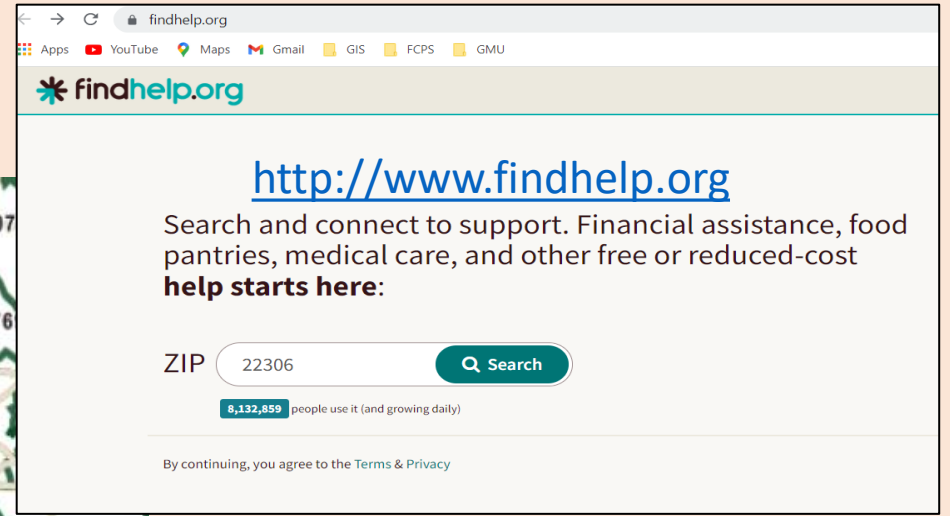 findhelp.org
Apps YouTube Maps Gmail GIS FCPS GMU
findhelp.org
http://www.findhelp.org
Search and connect to support. Financial assistance, food
pantries, medical care, and other free or reduced-cost
help starts here:
ZIP 22306 Search
8,132,859 people use it (and growing daily)
By continuing, you agree to the Terms & Privacy